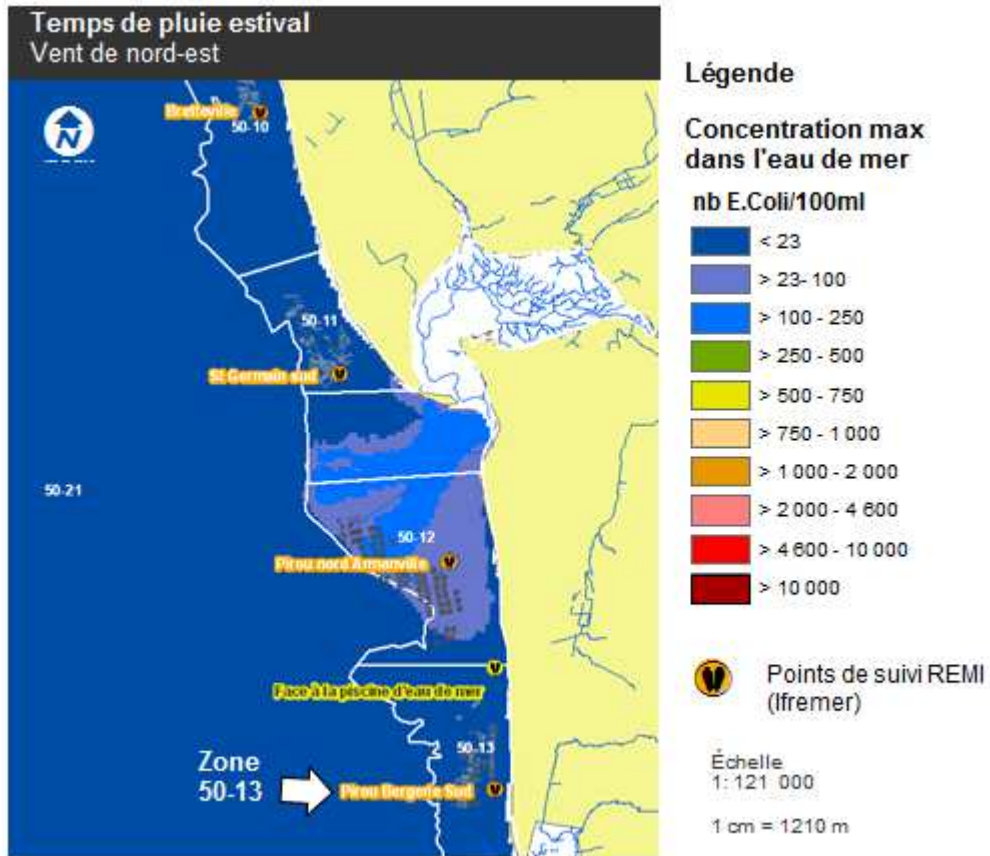 Temps de pluie estival
Vent de nord-est
Bretteville
50-10
N
50-11
St Germain sud
50-21
50-12
Pirou nord Armanville
Face à la piscine d'eau de mer
50-13
Zone
50-13
Pirou Bergerie Sud
Légende
Concentration max
dans l'eau de mer
nb E.Coli/100ml
< 23
> 23- 100
> 100 - 250
> 250 - 500
> 500 - 750
> 750 - 1 000
> 1 000 - 2 000
> 2 000 - 4 600
> 4 600 - 10 000
> 10 000
Points de suivi REMI
(Ifremer)
Échelle
1: 121 000
1 cm = 1210 m